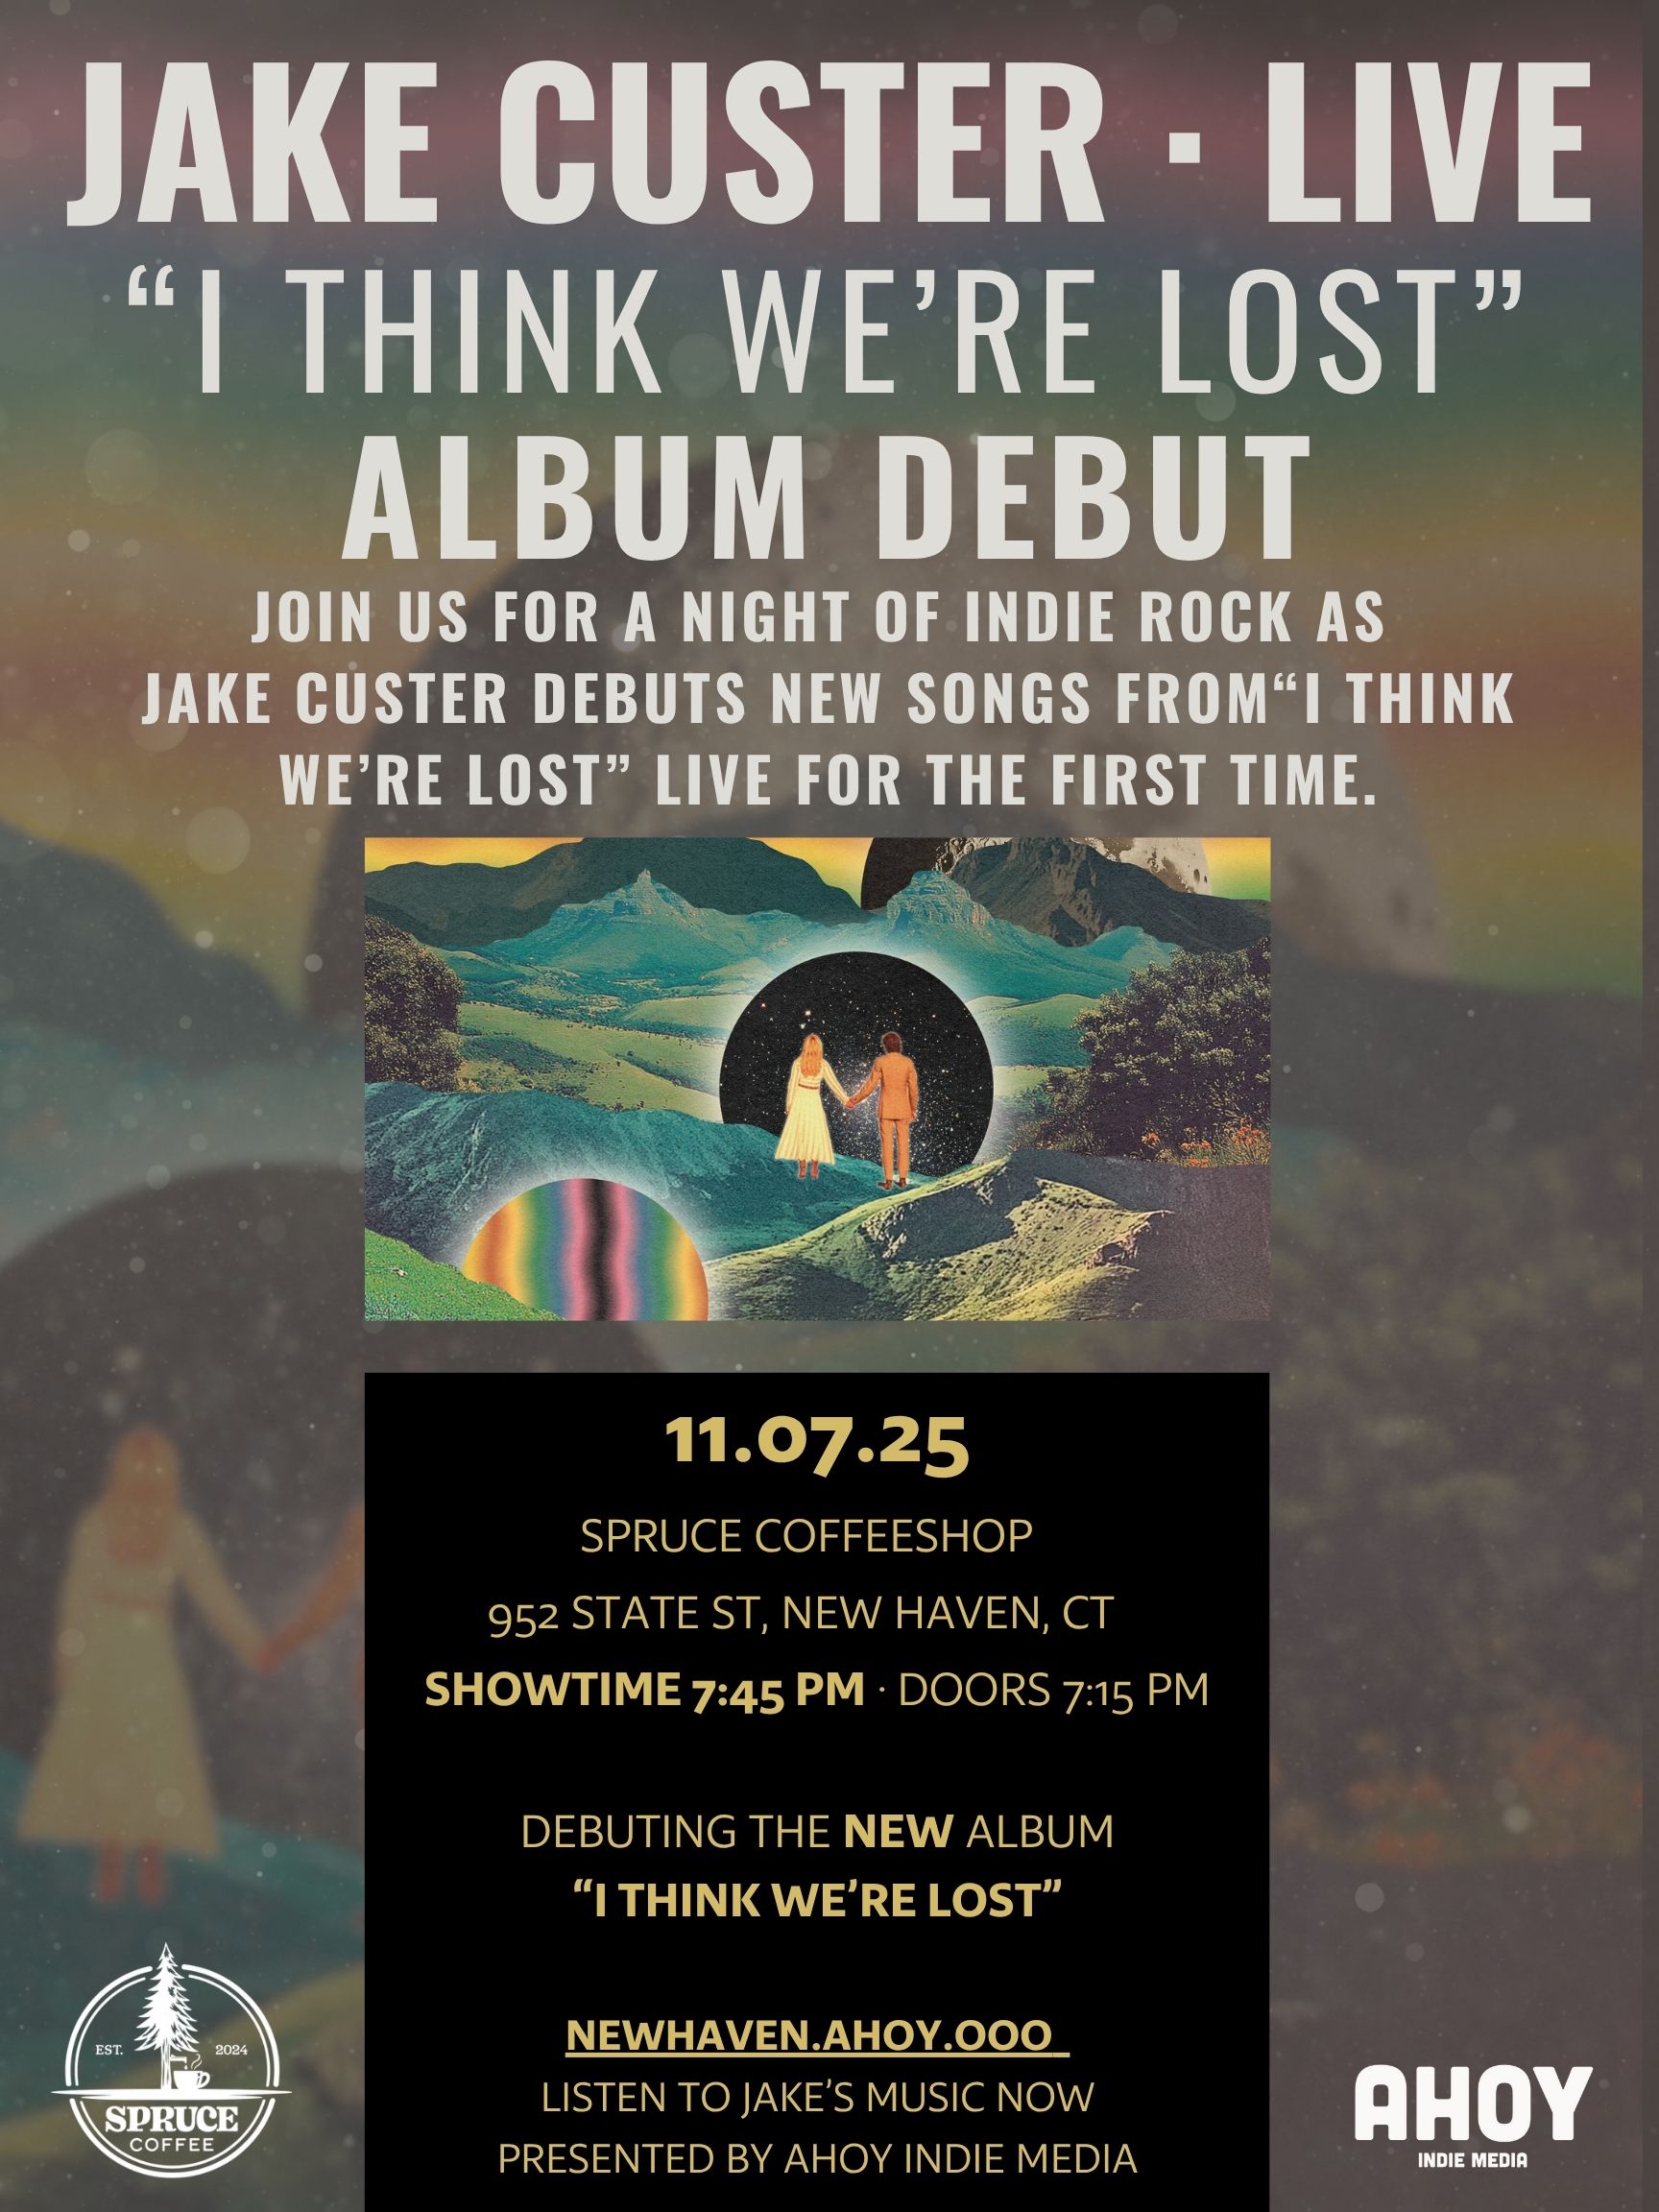 JAKE CUSTER · LIVE
“I THINK WE’RE LOST”
ALBUM DEBUT
JOIN US FOR A NIGHT OF INDIE ROCK AS
JAKE CUSTER DEBUTS NEW SONGS FROM“I THINK
WE’RE LOST” LIVE FOR THE FIRST TIME.
11.07.25
SPRUCE COFFEESHOP
952 STATE ST, NEW HAVEN, CT
SHOWTIME 7:45 PM · DOORS 7:15 PM
DEBUTING THE NEW ALBUM
“I THINK WE’RE LOST”
NEWHAVEN.AHOY.OOO
LISTEN TO JAKE’S MUSIC NOW
PRESENTED BY AHOY INDIE MEDIA
EST. 2024
SPRUCE
COFFEE
AHOY
INDIE MEDIA